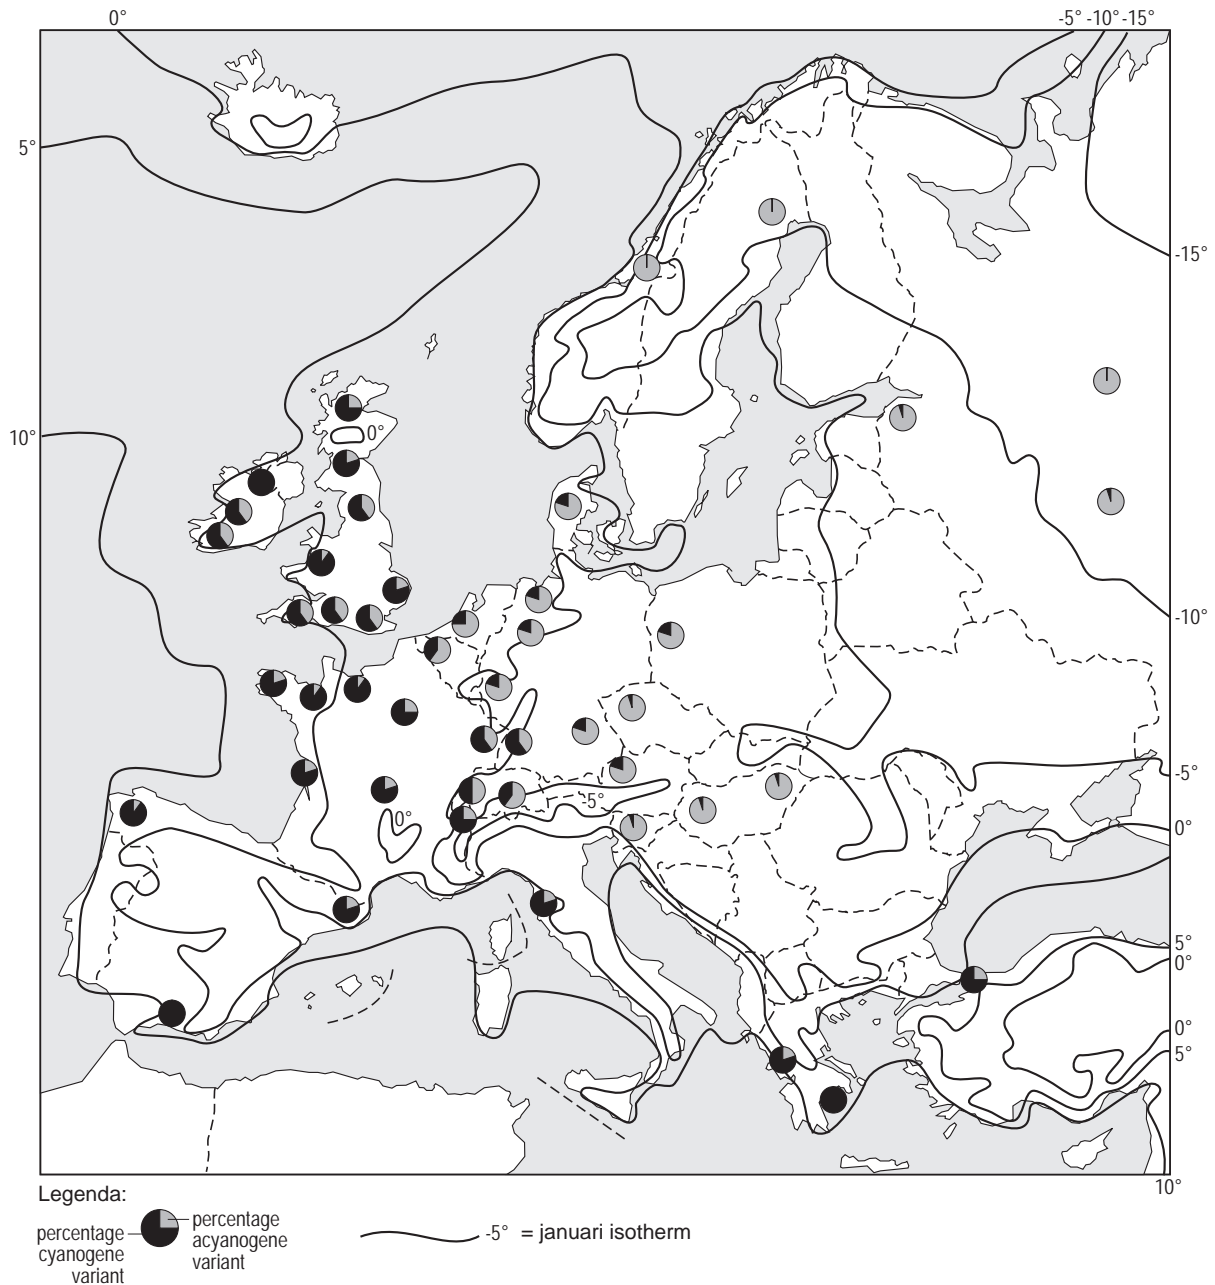 0°
-5° -10° -15°
5°
-15°
10°
0°
-10°
-5°
-5°
0°
0°
5°
0°
0°
5°
10°
Legenda:
percentage
cyanogene
variant
percentage
acyanogene
variant
-5° = januari isotherm